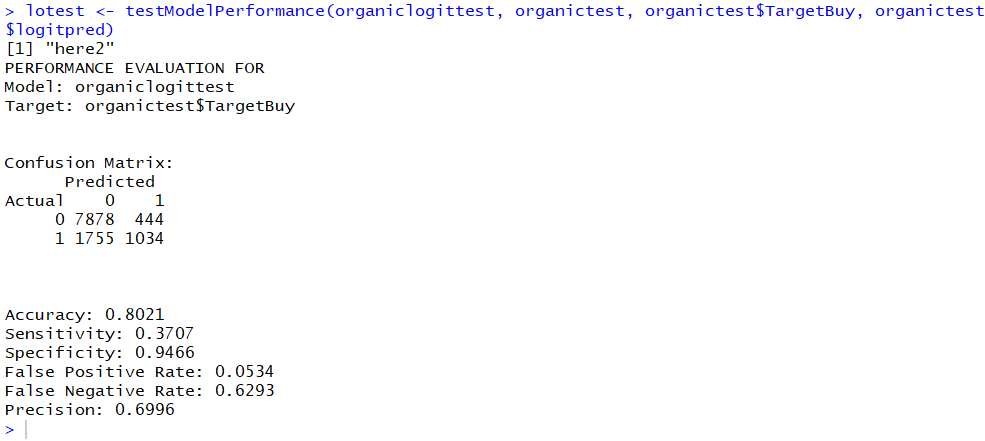 > lotest <- testModelPerformance(organiclogittest, organictest, organictest$TargetBuy, organictest
$logitpred)
[1] "here2"
PERFORMANCE EVALUATION FOR
Model: organiclogittest
Target: organictest$TargetBuy
Confusion Matrix:
Predicted
Actual 0 1
0 7878 444
1 1755 1034
Accuracy: 0.8021
Sensitivity: 0.3707
Specificity: 0.9466
False Positive Rate: 0.0534
False Negative Rate: 0.6293
Precision: 0.6996
>